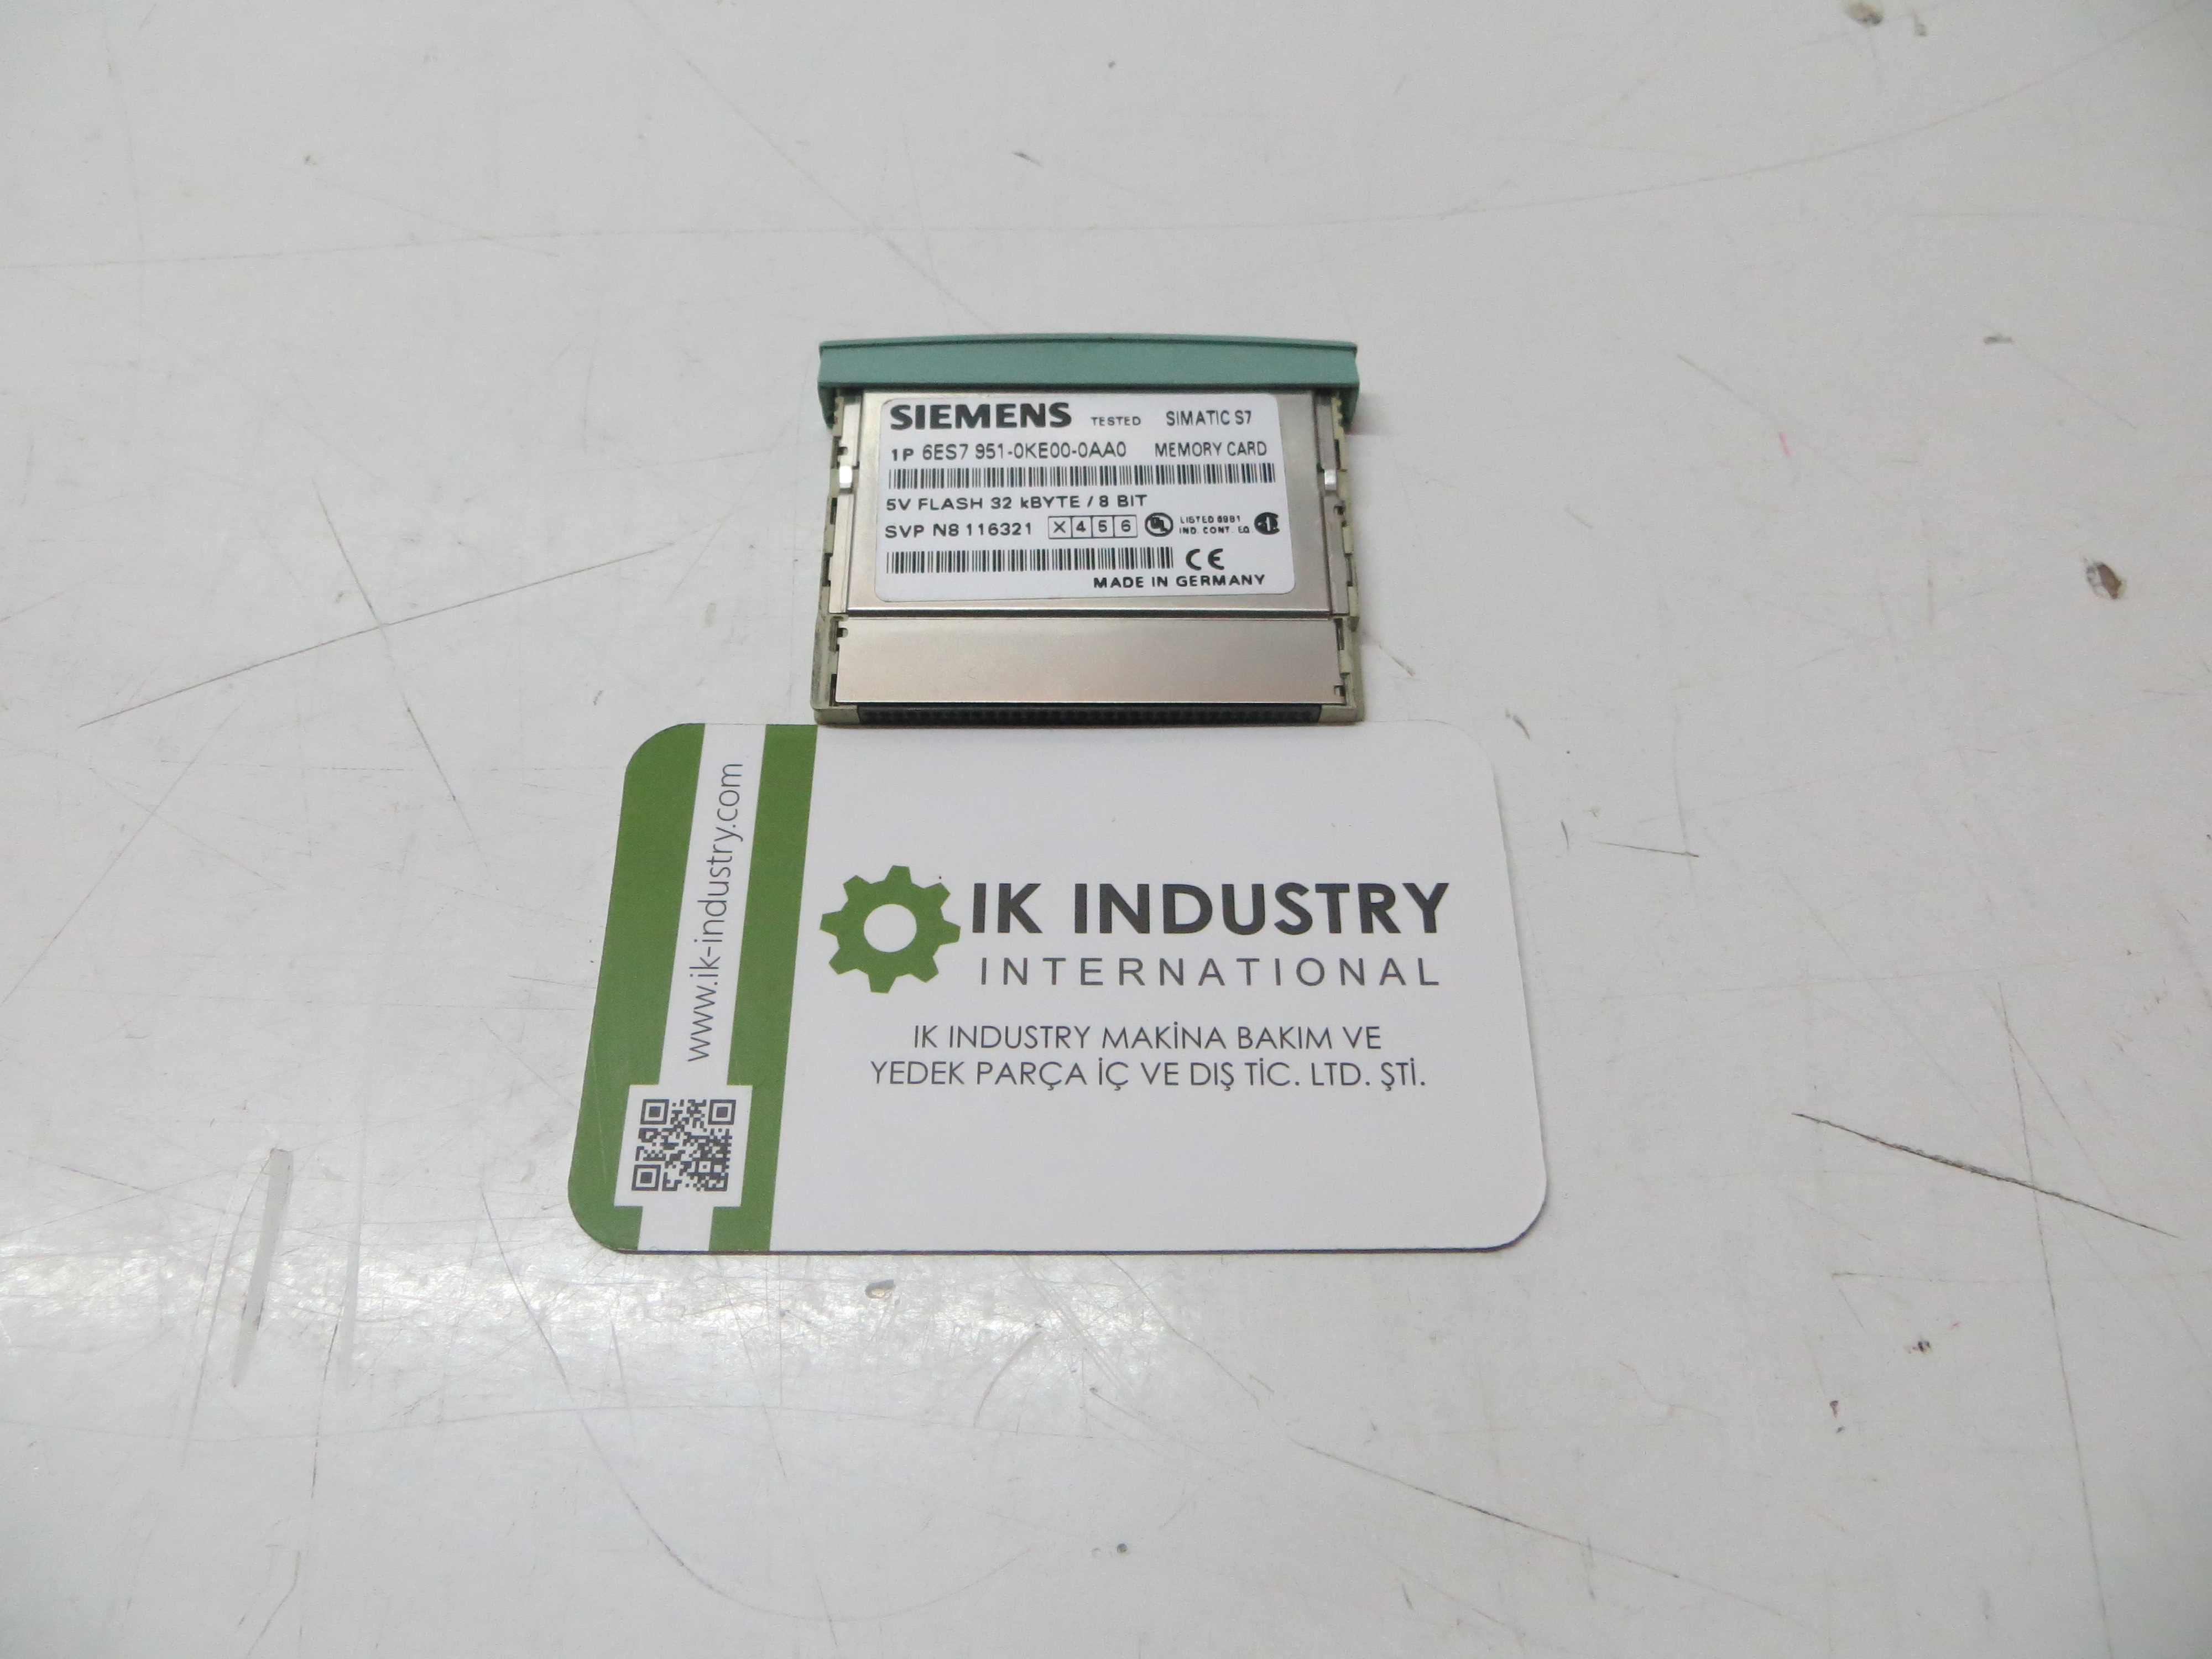 SIEMENS TESTED SIMATIC S7
1P 6ES7 951-0KE00-0AA0 MEMORY CARD
5V FLASH 32 kBYTE / 8 BIT
SVP N8 116321 X 4 5 6 UL LISTED 69B1
IND. CONT. EQ
CE
MADE IN GERMANY
www.ik-industry.com
IK INDUSTRY
INTERNATIONAL
IK INDUSTRY MAKİNA BAKIM VE
YEDEK PARÇA İÇ VE DIŞ TİC. LTD. ŞTİ.